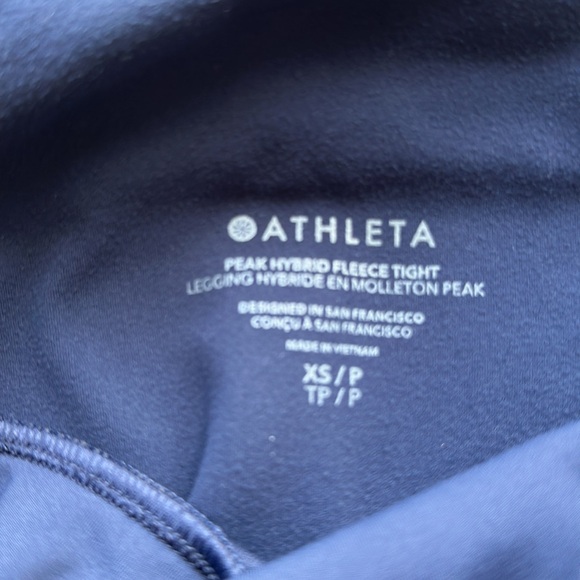 ATHLETA
PEAK HYBRID FLEECE TIGHT
LEGGING HYBRIDE EN MOLLETON PEAK
DESIGNED IN SAN FRANCISCO
CONÇU À SAN FRANCISCO
MADE IN VIETNAM
XS / P
TP / P